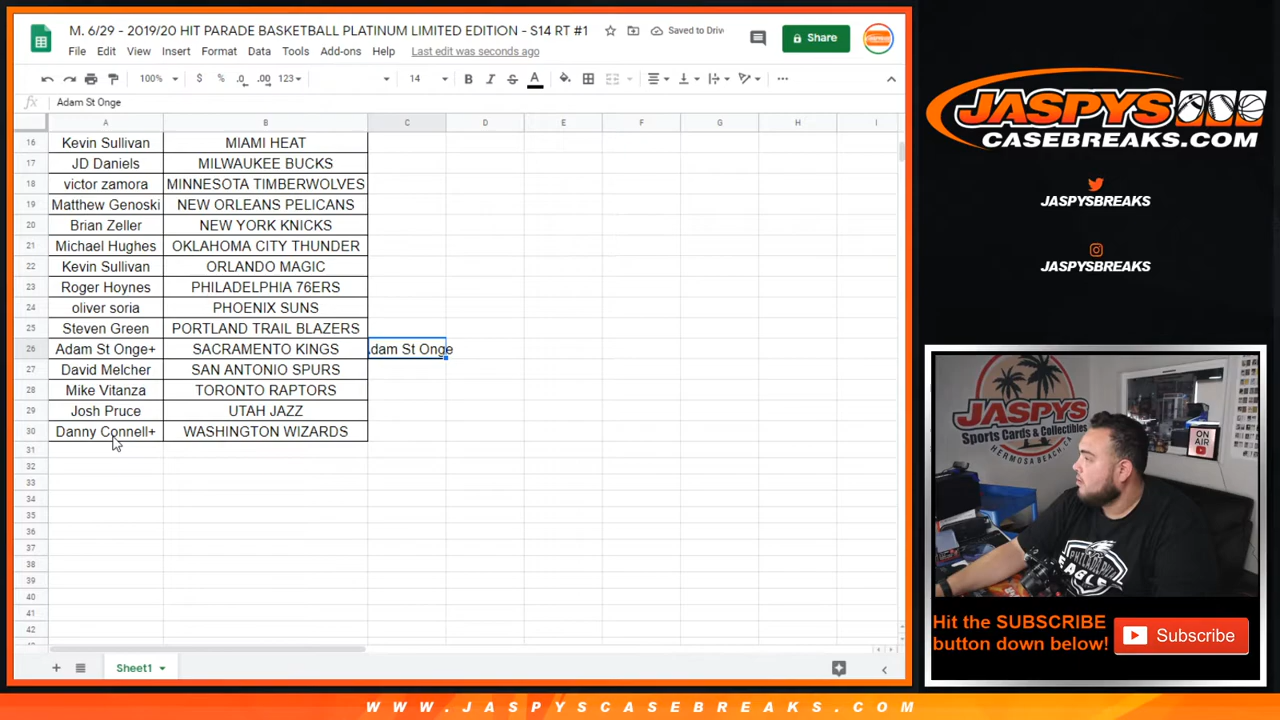 M. 6/29 - 2019/20 HIT PARADE BASKETBALL PLATINUM LIMITED EDITION - S14 RT #1
Saved to Driv
Share
File Edit View Insert Format Data Tools Add-ons Help Last edit was seconds ago
100% $ % .0 .00 123 14 B I S A
fx Adam St Onge
A B C D E F G H I
16 Kevin Sullivan MIAMI HEAT
17 JD Daniels MILWAUKEE BUCKS
18 victor zamora MINNESOTA TIMBERWOLVES
19 Matthew Genoski NEW ORLEANS PELICANS
20 Brian Zeller NEW YORK KNICKS
21 Michael Hughes OKLAHOMA CITY THUNDER
22 Kevin Sullivan ORLANDO MAGIC
23 Roger Hoynes PHILADELPHIA 76ERS
24 oliver soria PHOENIX SUNS
25 Steven Green PORTLAND TRAIL BLAZERS
26 Adam St Onge+ SACRAMENTO KINGS dam St Onge
27 David Melcher SAN ANTONIO SPURS
28 Mike Vitanza TORONTO RAPTORS
29 Josh Pruce UTAH JAZZ
30 Danny Connell+ WASHINGTON WIZARDS
31
32
33
34
35
36
37
38
39
40
41
42
Sheet1
JASPYS
CASEBREAKS.COM
JASPYSBREAKS
JASPYSBREAKS
JASPYS
Sports Cards & Collectibles
HERMOSA BEACH, CA
ON AIR
PHILADELPHIA
EAGLE
Hit the SUBSCRIBE
button down below!
Subscribe
WWW.JASPYSCASEBREAKS.COM